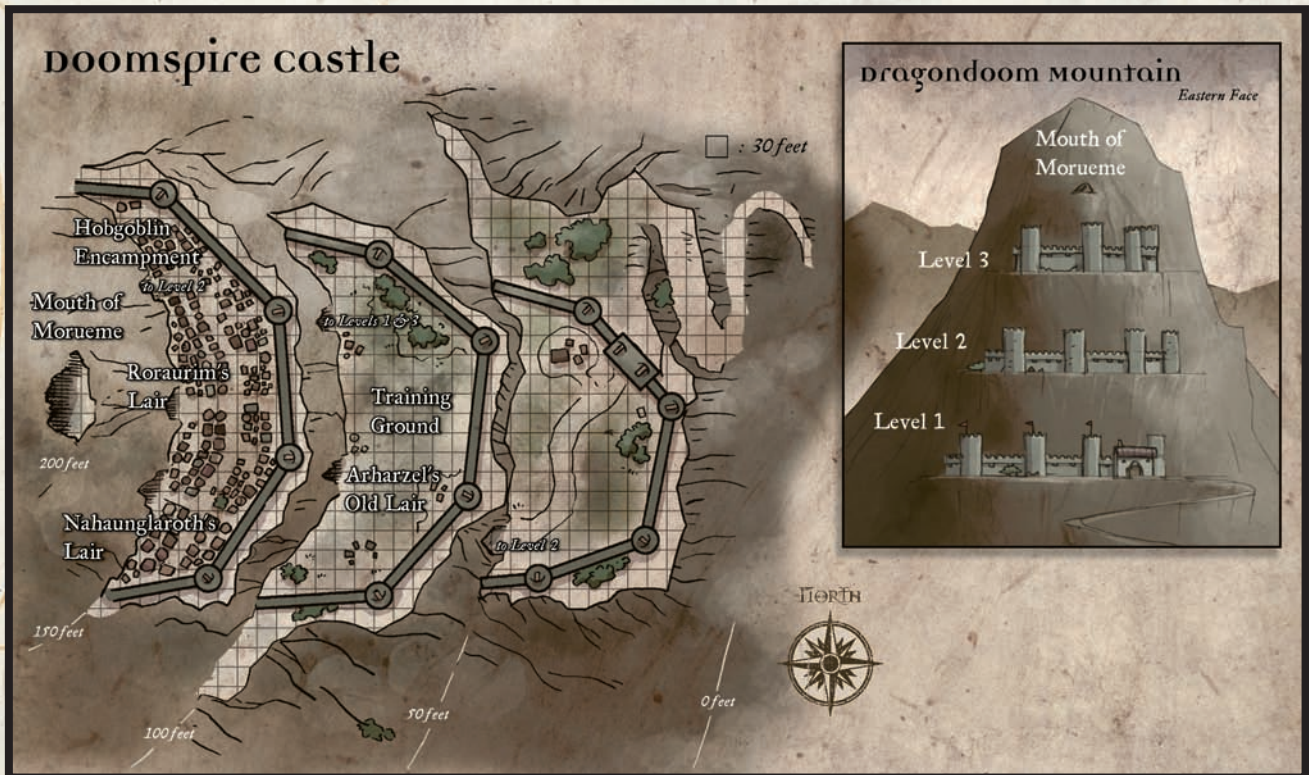 Doomspire Castle
: 30 feet
Hobgoblin
Encampment
to Level 2
Mouth of
Morueme
Roraurim's
Lair
200 feet
Nahaunglaroth's
Lair
150 feet
to Levels 1 & 3
Training
Ground
Arharzel's
Old Lair
100 feet
to Level 2
50 feet
0 feet
North
Dragondoom Mountain
Eastern Face
Mouth of
Morueme
Level 3
Level 2
Level 1